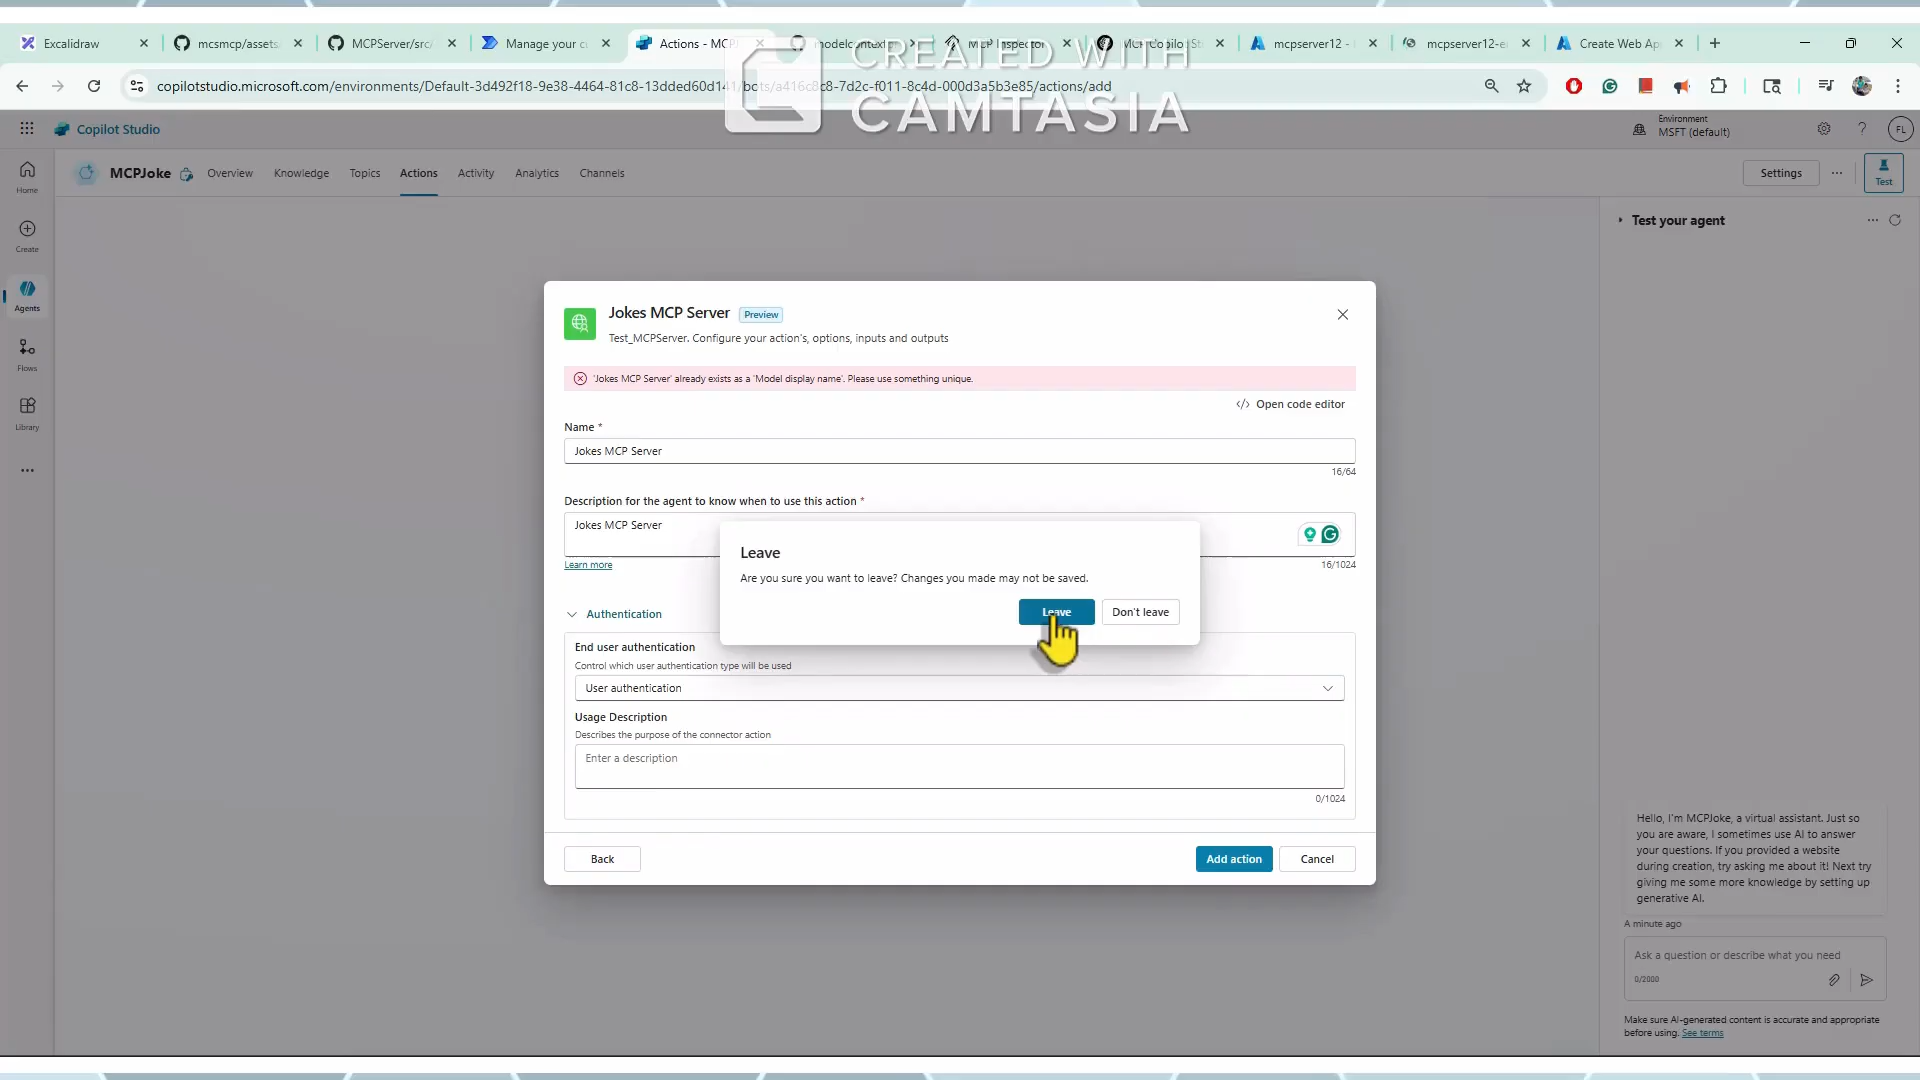 Excalidraw
mcsmcp/assets
MCPServer/src/
Manage your c
Actions - MCPJ
modelcontext
MCP Inspector
MCP Copilot St
mcpserver12 -
mcpserver12-e
Create Web Ap
CREATED WITH
CAMTASIA
copilotstudio.microsoft.com/environments/Default-3d492f18-9e38-4464-81c8-13dded60d141/bots/a416c8c8-7d2c-f011-8c4d-000d3a5b3e85/actions/add
Copilot Studio
Environment
MSFT (default)
FL
Home
Create
Agents
Flows
Library
MCPJoke
Overview
Knowledge
Topics
Actions
Activity
Analytics
Channels
Settings
Test
Test your agent
Jokes MCP Server Preview
Test_MCPServer. Configure your action's, options, inputs and outputs
'Jokes MCP Server' already exists as a 'Model display name'. Please use something unique.
</> Open code editor
Name *
Jokes MCP Server
16/64
Description for the agent to know when to use this action *
Jokes MCP Server
Learn more
16/1024
Leave
Are you sure you want to leave? Changes you made may not be saved.
Leave
Don't leave
Authentication
End user authentication
Control which user authentication type will be used
User authentication
Usage Description
Describes the purpose of the connector action
Enter a description
0/1024
Back
Add action
Cancel
Hello, I'm MCPJoke, a virtual assistant. Just so
you are aware, I sometimes use AI to answer
your questions. If you provided a website
during creation, try asking me about it! Next try
giving me some more knowledge by setting up
generative AI.
A minute ago
Ask a question or describe what you need
0/2000
Make sure AI-generated content is accurate and appropriate
before using. See terms